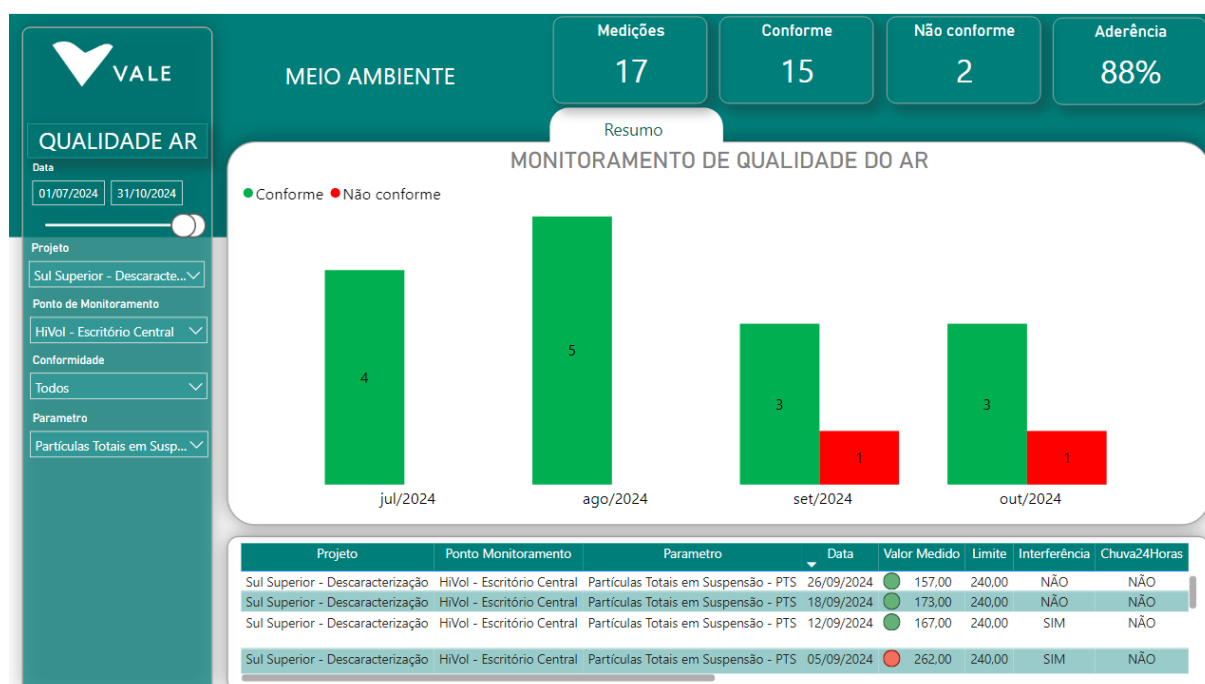 VALE
MEIO AMBIENTE
Medições
17
Conforme
15
Não conforme
2
Aderência
88%
QUALIDADE AR
Data
01/07/2024 31/10/2024
Projeto
Sul Superior - Descaracte...
Ponto de Monitoramento
HiVol - Escritório Central
Conformidade
Todos
Parametro
Partículas Totais em Susp...
Resumo
MONITORAMENTO DE QUALIDADE DO AR
Conforme Não conforme
4
5
3
1
3
1
jul/2024 ago/2024 set/2024 out/2024
Projeto Ponto Monitoramento Parametro Data Valor Medido Limite Interferência Chuva24Horas
Sul Superior - Descaracterização HiVol - Escritório Central Partículas Totais em Suspensão - PTS 26/09/2024 157,00 240,00 NÃO NÃO
Sul Superior - Descaracterização HiVol - Escritório Central Partículas Totais em Suspensão - PTS 18/09/2024 173,00 240,00 NÃO NÃO
Sul Superior - Descaracterização HiVol - Escritório Central Partículas Totais em Suspensão - PTS 12/09/2024 167,00 240,00 SIM NÃO
Sul Superior - Descaracterização HiVol - Escritório Central Partículas Totais em Suspensão - PTS 05/09/2024 262,00 240,00 SIM NÃO